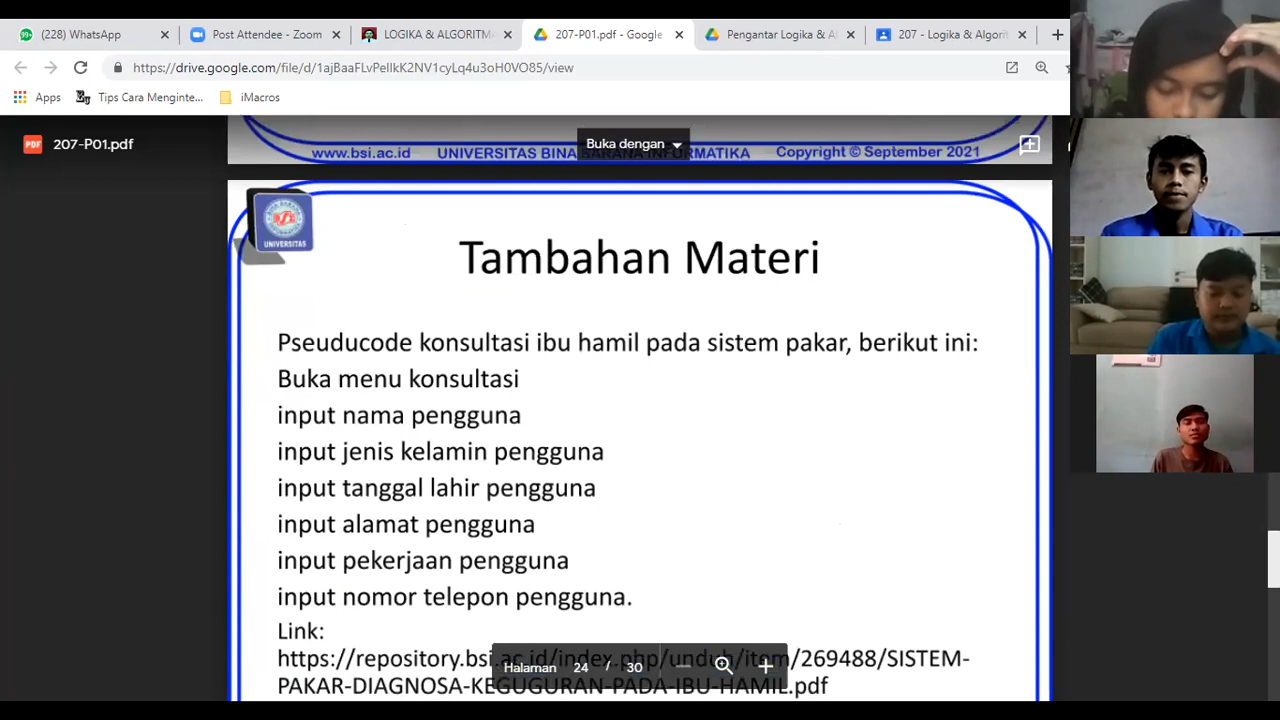 (228) WhatsApp
Post Attendee - Zoom
LOGIKA & ALGORITM
207-P01.pdf - Google
Pengantar Logika & Al
207 - Logika & Algor
https://drive.google.com/file/d/1ajBaaFLvPelIkK2NV1cyLq4u3oH0VO85/view
Apps
Tips Cara Menginte...
iMacros
PDF
207-P01.pdf
Buka dengan
www.bsi.ac.id UNIVERSITAS BINA SARANA INFORMATIKA Copyright © September 2021
UNIVERSITAS
Tambahan Materi
Pseuducode konsultasi ibu hamil pada sistem pakar, berikut ini:
Buka menu konsultasi
input nama pengguna
input jenis kelamin pengguna
input tanggal lahir pengguna
input alamat pengguna
input pekerjaan pengguna
input nomor telepon pengguna.
Link:
https://repository.bsi.ac.id/index.php/unduh/item/269488/SISTEM-
PAKAR-DIAGNOSA-KEGUGURAN-PADA-IBU-HAMIL.pdf
Halaman 24 / 30